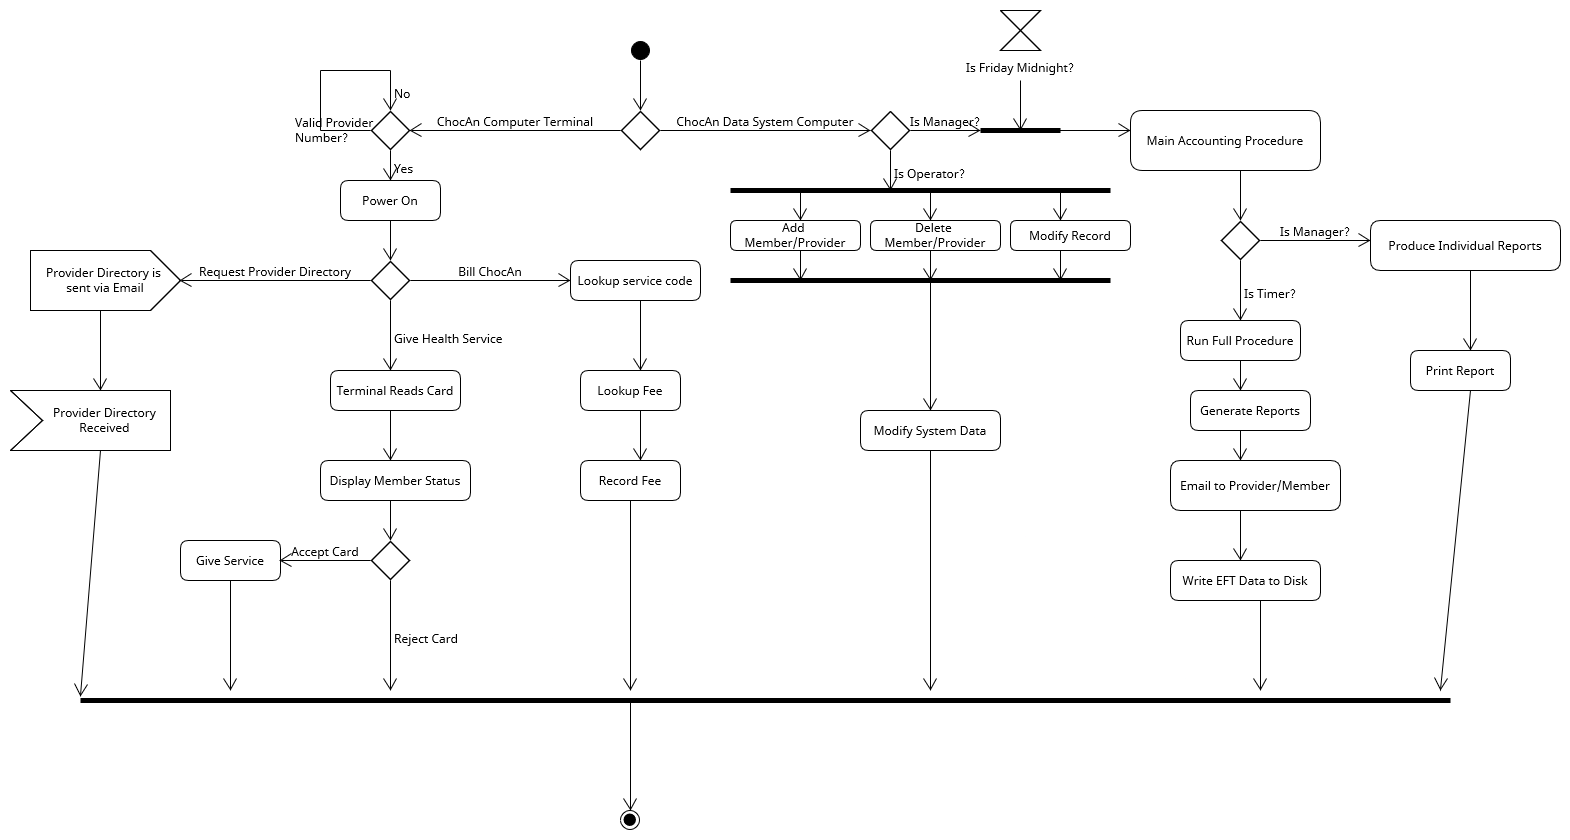 Is Friday Midnight?
No
Valid Provider
Number?
ChocAn Computer Terminal
ChocAn Data System Computer
Is Manager?
Main Accounting Procedure
Yes
Is Operator?
Power On
Add
Member/Provider
Delete
Member/Provider
Modify Record
Is Manager?
Produce Individual Reports
Provider Directory is
sent via Email
Request Provider Directory
Bill ChocAn
Lookup service code
Is Timer?
Give Health Service
Run Full Procedure
Print Report
Terminal Reads Card
Lookup Fee
Generate Reports
Provider Directory
Received
Modify System Data
Display Member Status
Record Fee
Email to Provider/Member
Accept Card
Give Service
Write EFT Data to Disk
Reject Card